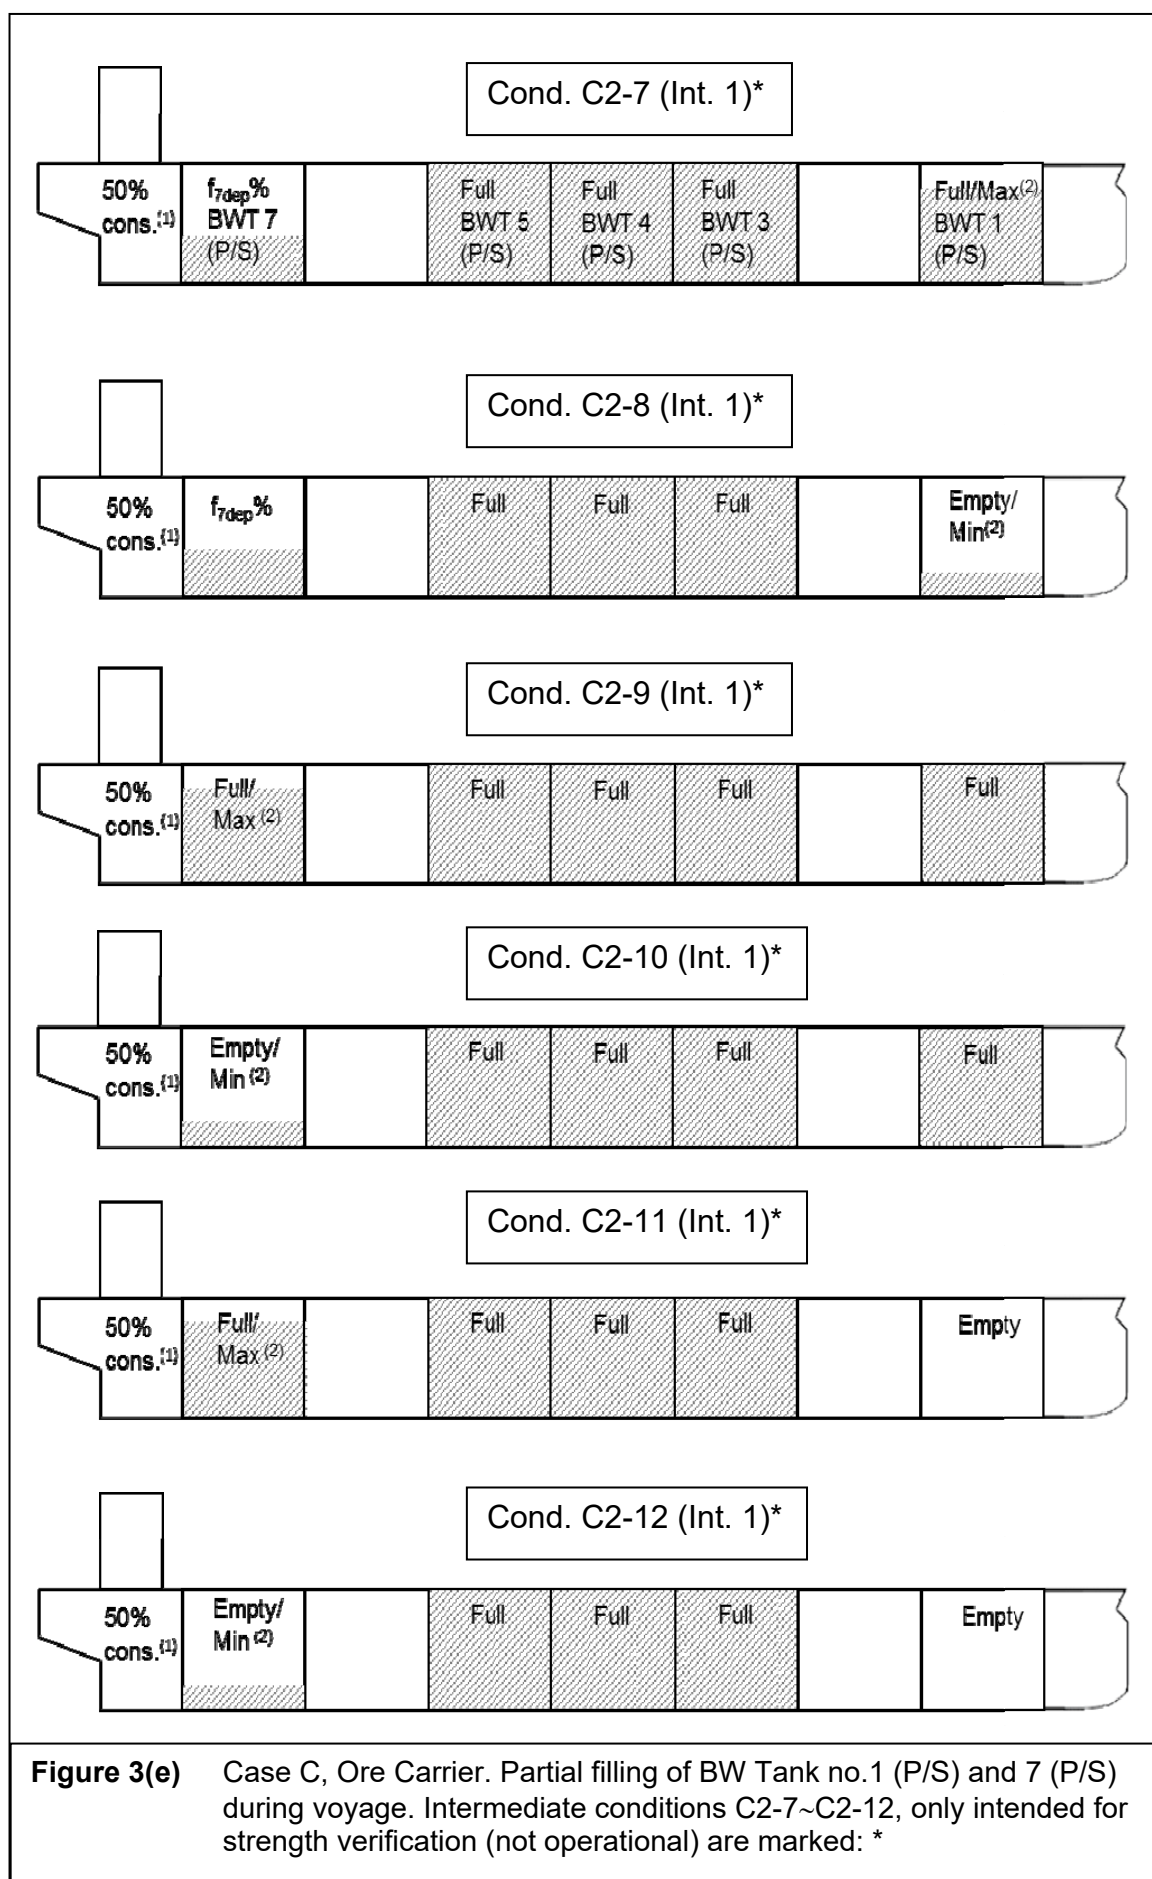 Cond. C2-7 (Int. 1)*
50% cons.(1)
f7dep% BWT 7 (P/S)
Full BWT 5 (P/S)
Full BWT 4 (P/S)
Full BWT 3 (P/S)
Full/Max(2) BWT 1 (P/S)
Cond. C2-8 (Int. 1)*
50% cons.(1)
f7dep%
Full
Full
Full
Empty/ Min(2)
Cond. C2-9 (Int. 1)*
50% cons.(1)
Full/ Max (2)
Full
Full
Full
Full
Cond. C2-10 (Int. 1)*
50% cons.(1)
Empty/ Min (2)
Full
Full
Full
Full
Cond. C2-11 (Int. 1)*
50% cons.(1)
Full/ Max (2)
Full
Full
Full
Empty
Cond. C2-12 (Int. 1)*
50% cons.(1)
Empty/ Min (2)
Full
Full
Full
Empty
Figure 3(e) Case C, Ore Carrier. Partial filling of BW Tank no.1 (P/S) and 7 (P/S)
during voyage. Intermediate conditions C2-7~C2-12, only intended for
strength verification (not operational) are marked: *